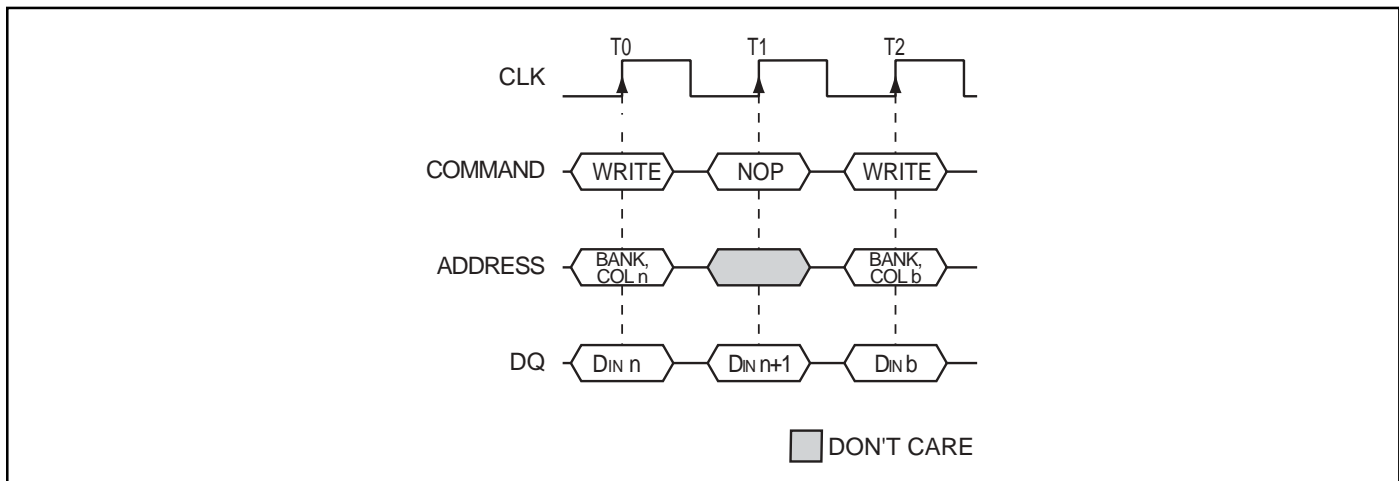 T0 T1 T2
CLK
COMMAND WRITE NOP WRITE
ADDRESS BANK, COL n BANK, COL b
DQ DIN n DIN n+1 DIN b
DON'T CARE